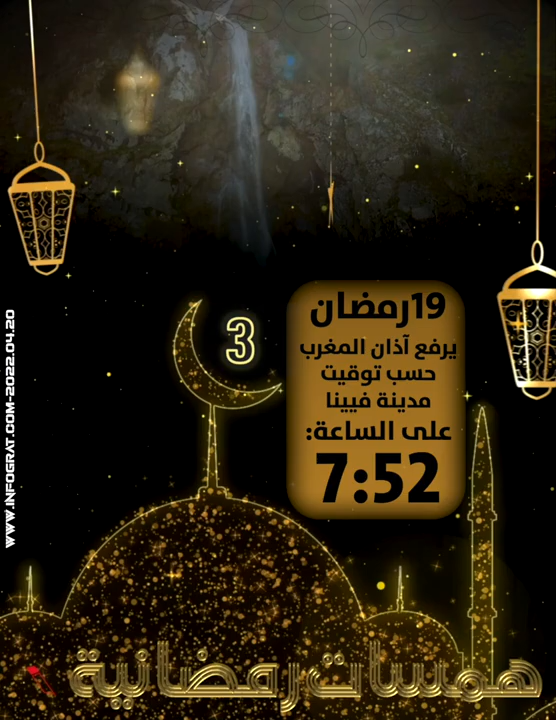 19رمضان
يرفع آذان المغرب
حسب توقيت
مدينة فيينا
على الساعة:
7:52
3
WWW.INFOGRAT.COM-2022.04.20
همسات رمضانية